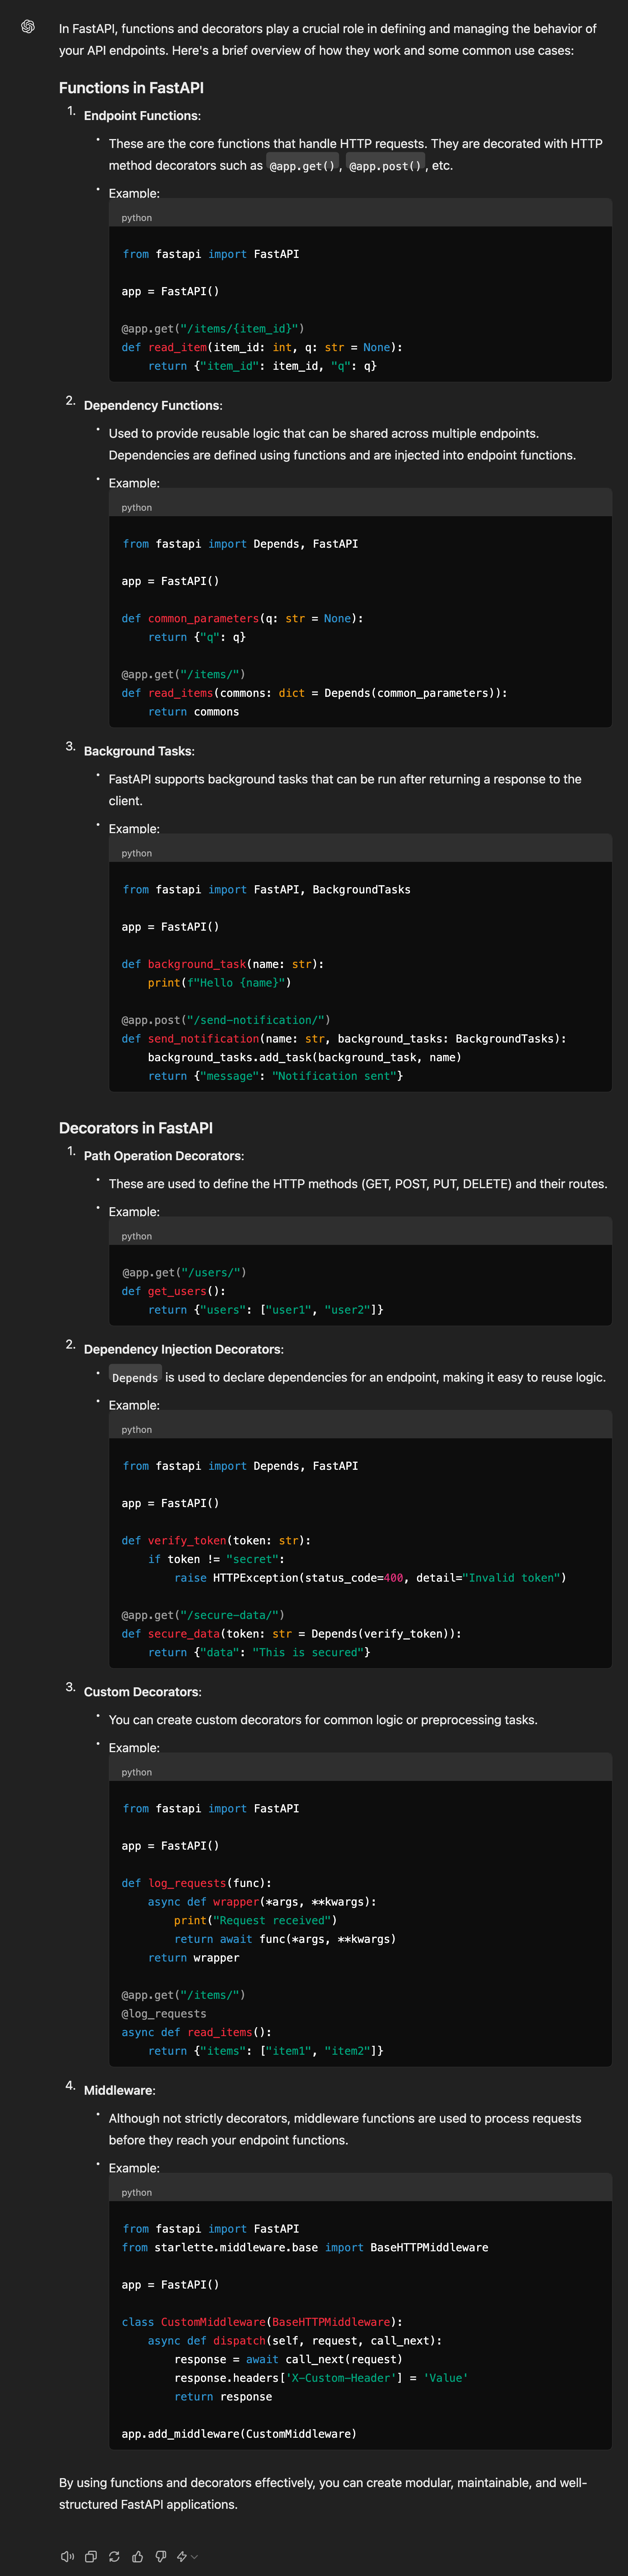 In FastAPI, functions and decorators play a crucial role in defining and managing the behavior of
your API endpoints. Here's a brief overview of how they work and some common use cases:
Functions in FastAPI
1. Endpoint Functions:
• These are the core functions that handle HTTP requests. They are decorated with HTTP
method decorators such as @app.get(), @app.post(), etc.
• Example:
python
from fastapi import FastAPI
app = FastAPI()
@app.get("/items/{item_id}")
def read_item(item_id: int, q: str = None):
    return {"item_id": item_id, "q": q}
2. Dependency Functions:
• Used to provide reusable logic that can be shared across multiple endpoints.
Dependencies are defined using functions and are injected into endpoint functions.
• Example:
python
from fastapi import Depends, FastAPI
app = FastAPI()
def common_parameters(q: str = None):
    return {"q": q}
@app.get("/items/")
def read_items(commons: dict = Depends(common_parameters)):
    return commons
3. Background Tasks:
• FastAPI supports background tasks that can be run after returning a response to the
client.
• Example:
python
from fastapi import FastAPI, BackgroundTasks
app = FastAPI()
def background_task(name: str):
    print(f"Hello {name}")
@app.post("/send-notification/")
def send_notification(name: str, background_tasks: BackgroundTasks):
    background_tasks.add_task(background_task, name)
    return {"message": "Notification sent"}
Decorators in FastAPI
1. Path Operation Decorators:
• These are used to define the HTTP methods (GET, POST, PUT, DELETE) and their routes.
• Example:
python
@app.get("/users/")
def get_users():
    return {"users": ["user1", "user2"]}
2. Dependency Injection Decorators:
• Depends is used to declare dependencies for an endpoint, making it easy to reuse logic.
• Example:
python
from fastapi import Depends, FastAPI
app = FastAPI()
def verify_token(token: str):
    if token != "secret":
        raise HTTPException(status_code=400, detail="Invalid token")
@app.get("/secure-data/")
def secure_data(token: str = Depends(verify_token)):
    return {"data": "This is secured"}
3. Custom Decorators:
• You can create custom decorators for common logic or preprocessing tasks.
• Example:
python
from fastapi import FastAPI
app = FastAPI()
def log_requests(func):
    async def wrapper(*args, **kwargs):
        print("Request received")
        return await func(*args, **kwargs)
    return wrapper
@app.get("/items/")
@log_requests
async def read_items():
    return {"items": ["item1", "item2"]}
4. Middleware:
• Although not strictly decorators, middleware functions are used to process requests
before they reach your endpoint functions.
• Example:
python
from fastapi import FastAPI
from starlette.middleware.base import BaseHTTPMiddleware
app = FastAPI()
class CustomMiddleware(BaseHTTPMiddleware):
    async def dispatch(self, request, call_next):
        response = await call_next(request)
        response.headers['X-Custom-Header'] = 'Value'
        return response
app.add_middleware(CustomMiddleware)
By using functions and decorators effectively, you can create modular, maintainable, and well-
structured FastAPI applications.